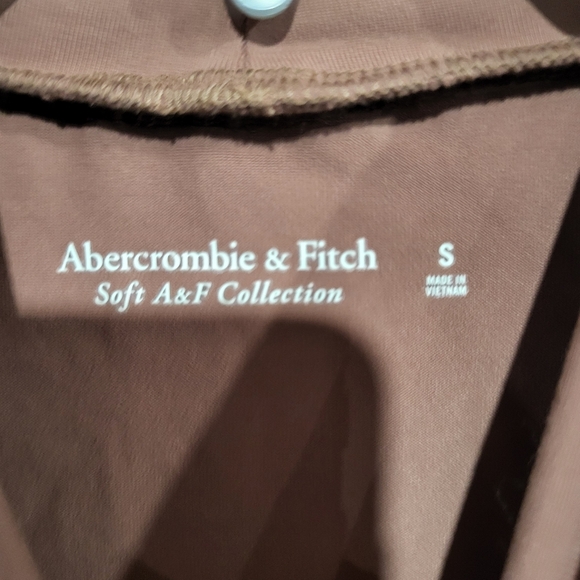 Abercrombie & Fitch
Soft A&F Collection
S
MADE IN
VIETNAM